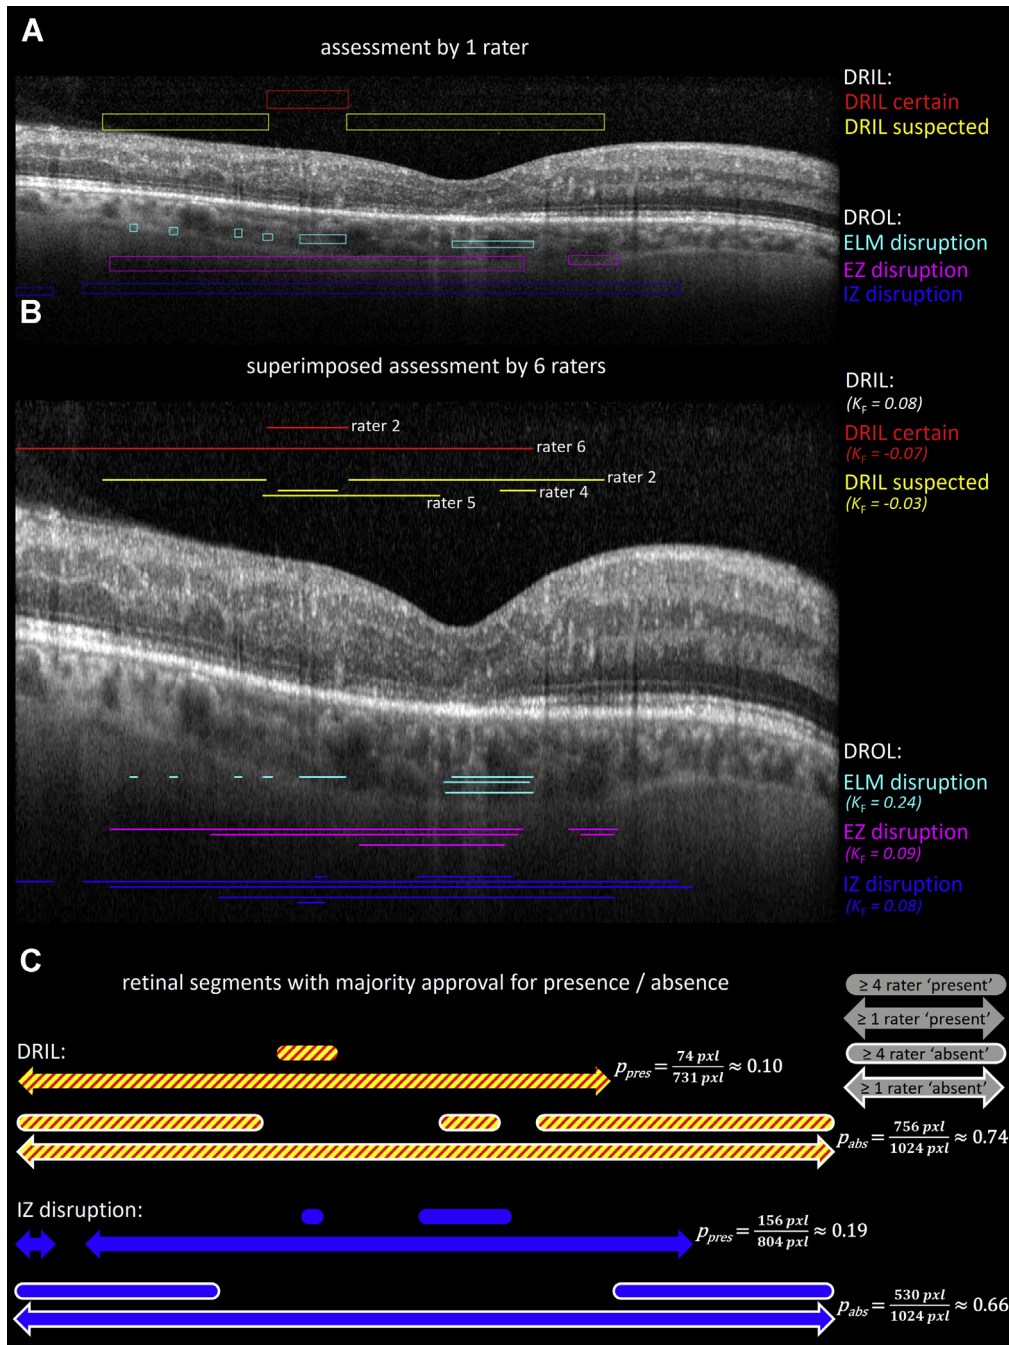 A
assessment by 1 rater
DRIL:
DRIL certain
DRIL suspected
DROL:
ELM disruption
EZ disruption
IZ disruption
B
superimposed assessment by 6 raters
DRIL:
(K_F = 0.08)
DRIL certain
(K_F = -0.07)
DRIL suspected
(K_F = -0.03)
rater 2
rater 6
rater 2
rater 4
rater 5
DROL:
ELM disruption
(K_F = 0.24)
EZ disruption
(K_F = 0.09)
IZ disruption
(K_F = 0.08)
C
retinal segments with majority approval for presence / absence
≥ 4 rater 'present'
≥ 1 rater 'present'
≥ 4 rater 'absent'
≥ 1 rater 'absent'
DRIL:
p_pres = 74 pxl / 731 pxl ≈ 0.10
p_abs = 756 pxl / 1024 pxl ≈ 0.74
IZ disruption:
p_pres = 156 pxl / 804 pxl ≈ 0.19
p_abs = 530 pxl / 1024 pxl ≈ 0.66